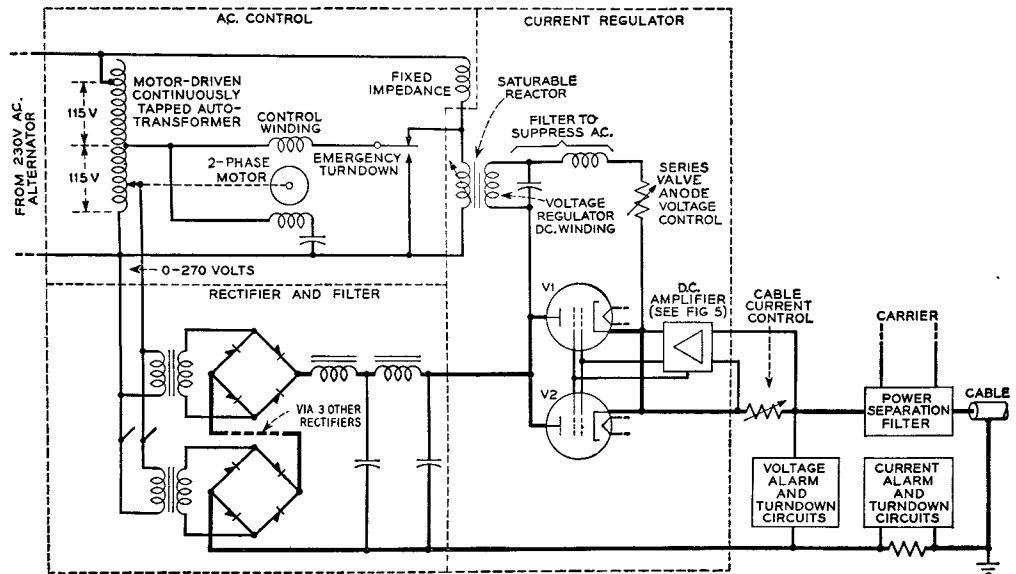 A.C. CONTROL
CURRENT REGULATOR
FROM 230V A.C.
ALTERNATOR
115V
115V
MOTOR-DRIVEN
CONTINUOUSLY
TAPPED AUTO-
TRANSFORMER
CONTROL
WINDING
2-PHASE
MOTOR
EMERGENCY
TURNDOWN
FIXED
IMPEDANCE
SATURABLE
REACTOR
FILTER TO
SUPPRESS A.C.
VOLTAGE
REGULATOR
D.C. WINDING
SERIES
VALVE
ANODE
VOLTAGE
CONTROL
0-270 VOLTS
RECTIFIER AND FILTER
VIA 3 OTHER
RECTIFIERS
V1
V2
D.C.
AMPLIFIER
(SEE FIG 5)
CABLE
CURRENT
CONTROL
CARRIER
POWER
SEPARATION
FILTER
CABLE
VOLTAGE
ALARM
AND
TURNDOWN
CIRCUITS
CURRENT
ALARM AND
TURNDOWN
CIRCUITS